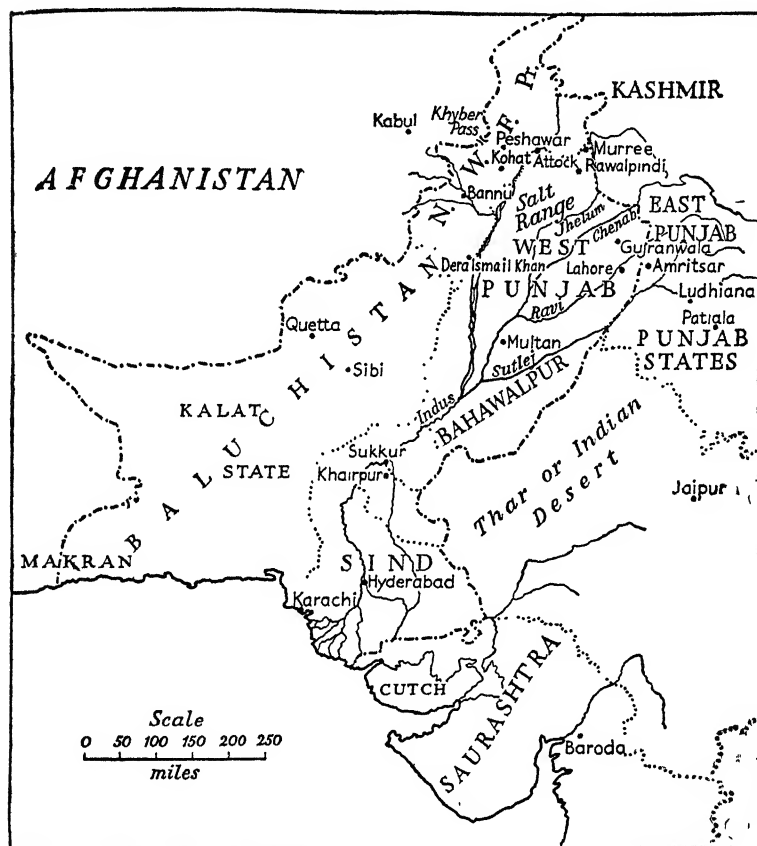 KASHMIR
Khyber Pass
Kabul
N. W. F. Pr.
Peshawar
Murree
Kohat
Attock
Rawalpindi
AFGHANISTAN
Bannu
Salt Range
Jhelum
Chenab
EAST PUNJAB
WEST PUNJAB
Gujranwala
Dera Ismail Khan
Lahore
Amritsar
Ludhiana
Ravi
Patiala
Quetta
Multan
PUNJAB STATES
Sutlej
Sibi
BALUCHISTAN
Indus
BAHAWALPUR
KALAT STATE
Sukkur
Khairpur
Thar or Indian Desert
Jaipur
MAKRAN
SIND
Hyderabad
Karachi
CUTCH
SAURASHTRA
Baroda
Scale
0 50 100 150 200 250
miles